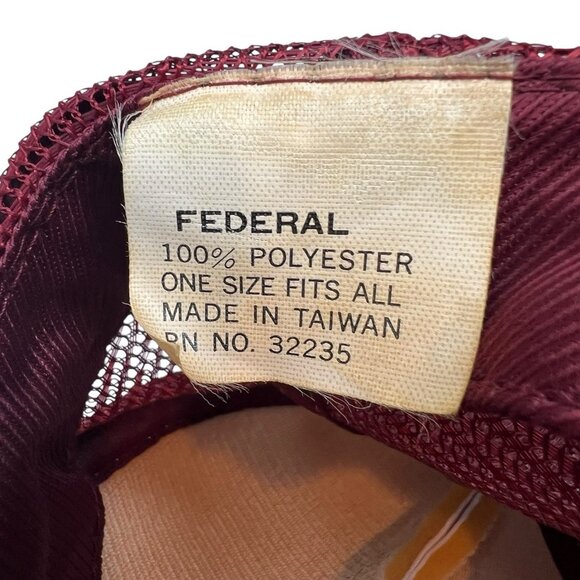 FEDERAL
100% POLYESTER
ONE SIZE FITS ALL
MADE IN TAIWAN
RN NO. 32235